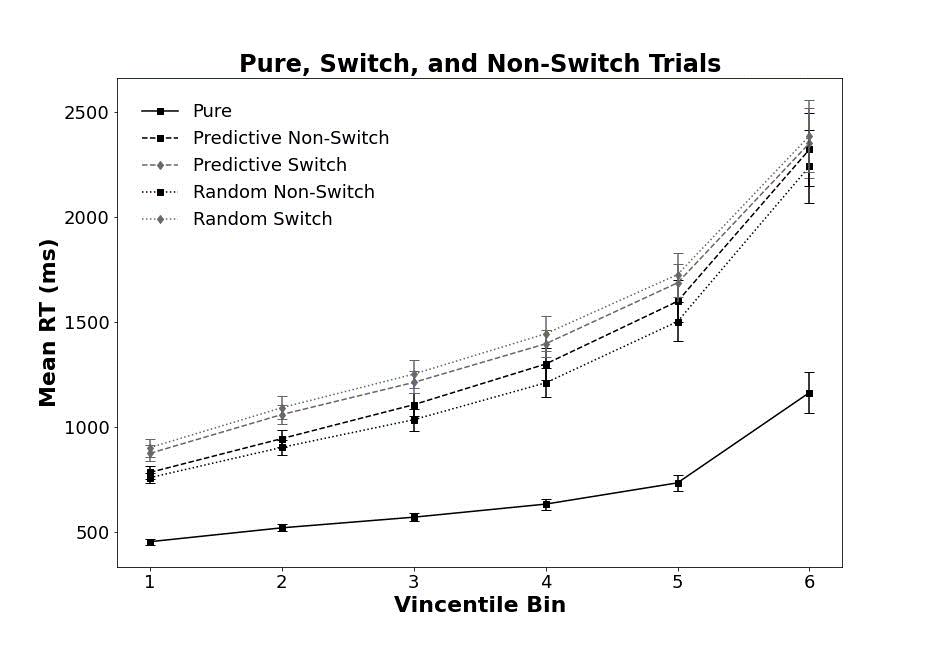 Pure, Switch, and Non-Switch Trials
2500
2000
1500
1000
500
Mean RT (ms)
Pure
Predictive Non-Switch
Predictive Switch
Random Non-Switch
Random Switch
1 2 3 4 5 6
Vincentile Bin